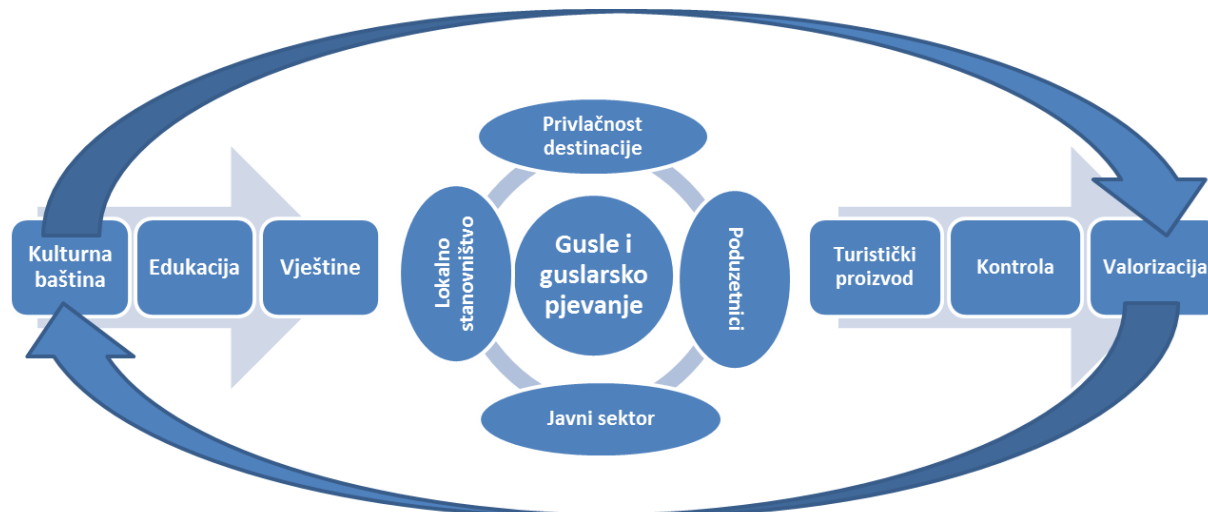 Privlačnost
destinacije
Kulturna
baština
Edukacija
Vještine
Lokalno
stanovništvo
Gusle i
guslarsko
pjevanje
Poduzetnici
Turistički
proizvod
Kontrola
Valorizacija
Javni sektor